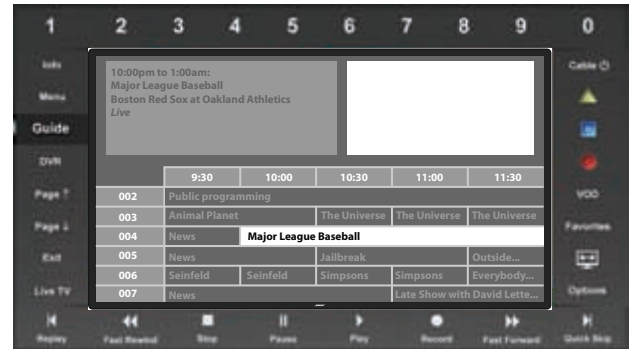 1 2 3 4 5 6 7 8 9 0
Info
Menu
Guide
DVR
Page ↑
Page ↓
Exit
Live TV
10:00pm to 1:00am:
Major League Baseball
Boston Red Sox at Oakland Athletics
Live
9:30 10:00 10:30 11:00 11:30
002 Public programming
003 Animal Planet The Universe The Universe The Universe
004 News Major League Baseball
005 News Jailbreak Outside...
006 Seinfeld Seinfeld Simpsons Simpsons Everybody...
007 News Late Show with David Lette...
Cable
VOD
Favorites
Options
Replay Fast Rewind Stop Pause Play Record Fast Forward Quick Skip